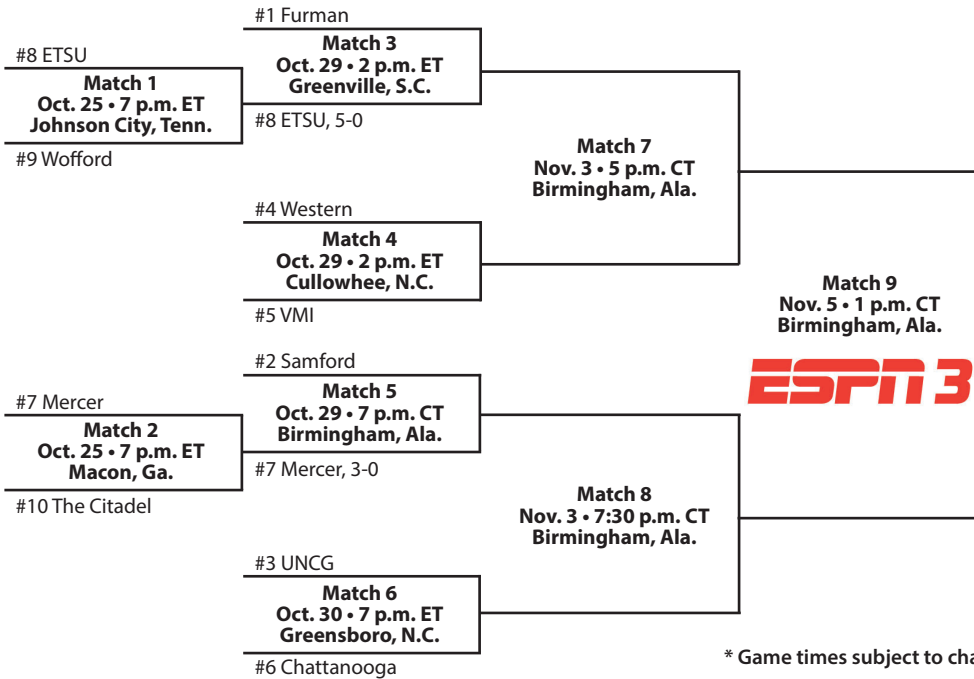 #1 Furman
Match 3
Oct. 29 • 2 p.m. ET
Greenville, S.C.
#8 ETSU, 5-0
#8 ETSU
Match 1
Oct. 25 • 7 p.m. ET
Johnson City, Tenn.
#9 Wofford
Match 7
Nov. 3 • 5 p.m. CT
Birmingham, Ala.
#4 Western
Match 4
Oct. 29 • 2 p.m. ET
Cullowhee, N.C.
#5 VMI
Match 9
Nov. 5 • 1 p.m. CT
Birmingham, Ala.
ESPN 3
#2 Samford
Match 5
Oct. 29 • 7 p.m. CT
Birmingham, Ala.
#7 Mercer, 3-0
#7 Mercer
Match 2
Oct. 25 • 7 p.m. ET
Macon, Ga.
#10 The Citadel
Match 8
Nov. 3 • 7:30 p.m. CT
Birmingham, Ala.
#3 UNCG
Match 6
Oct. 30 • 7 p.m. ET
Greensboro, N.C.
#6 Chattanooga
* Game times subject to cha